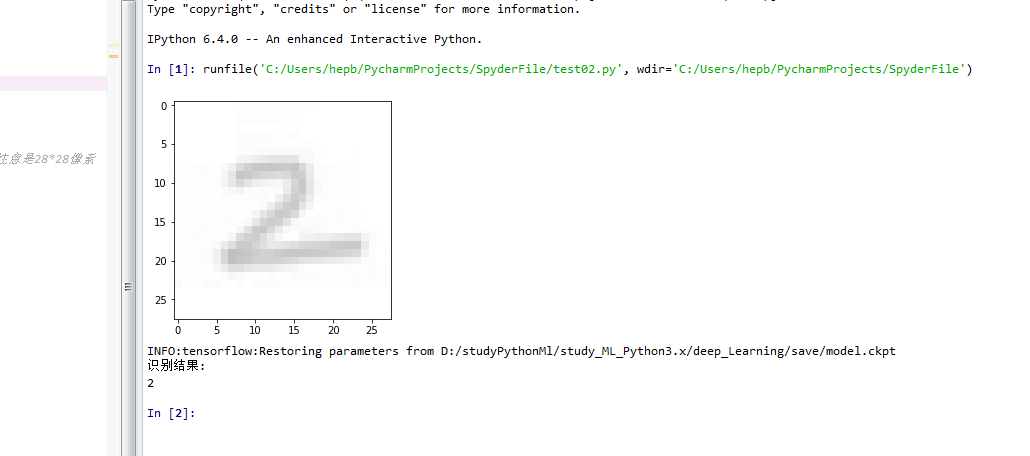 Type "copyright", "credits" or "license" for more information.
IPython 6.4.0 -- An enhanced Interactive Python.
In [1]: runfile('C:/Users/hepb/PycharmProjects/SpyderFile/test02.py', wdir='C:/Users/hepb/PycharmProjects/SpyderFile')
0
5
10
15
20
25
0 5 10 15 20 25
2
意是28*28像素
INFO:tensorflow:Restoring parameters from D:/studyPythonMl/study_ML_Python3.x/deep_Learning/save/model.ckpt
识别结果:
2
In [2]: